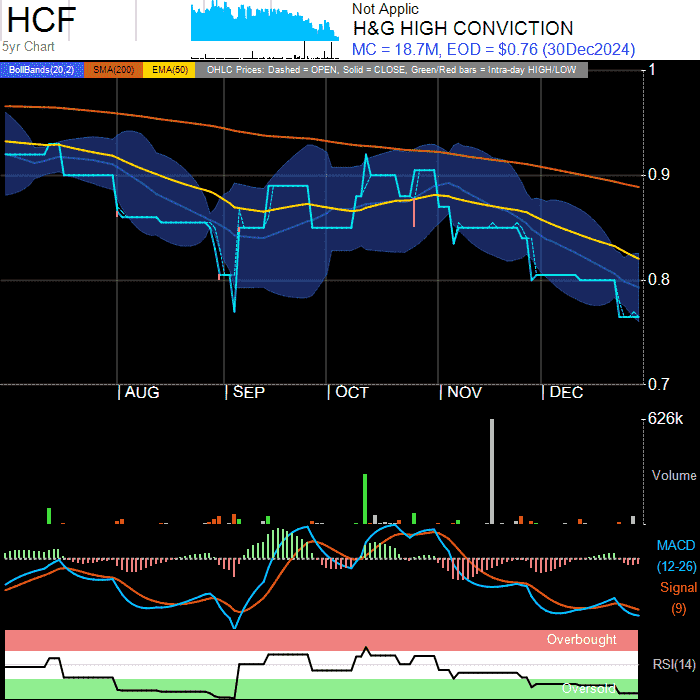 HCF
5yr Chart
Not Applic
H&G HIGH CONVICTION
MC = 18.7M, EOD = $0.76 (30Dec2024)
BollBands(20,2) SMA(200) EMA(50) OHLC Prices: Dashed = OPEN, Solid = CLOSE, Green/Red bars = Intra-day HIGH/LOW
1
0.9
0.8
0.7
AUG SEP OCT NOV DEC
626k
Volume
MACD
(12-26)
Signal
(9)
Overbought
RSI(14)
Oversold